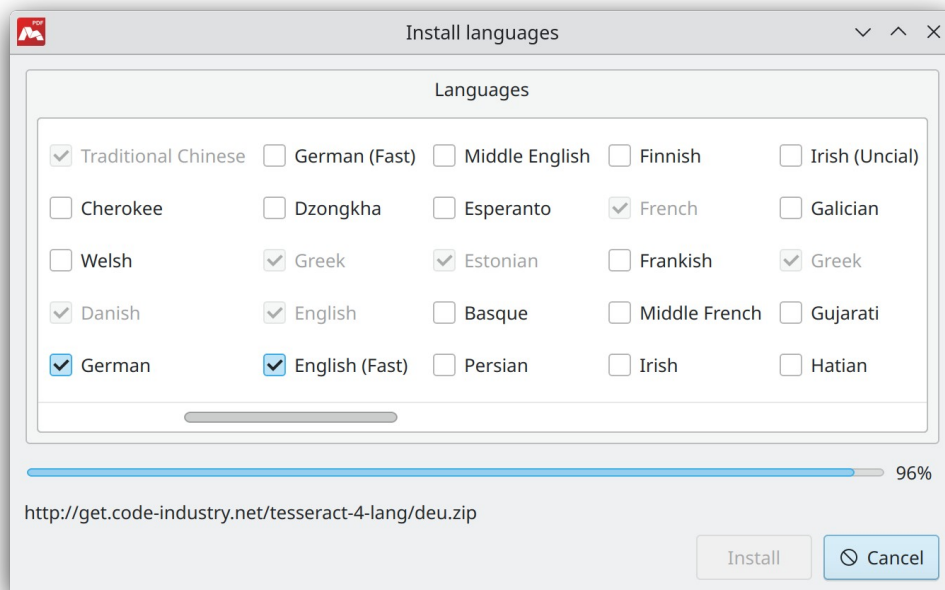 PDF
Install languages
Languages
Traditional Chinese German (Fast) Middle English Finnish Irish (Uncial)
Cherokee Dzongkha Esperanto French Galician
Welsh Greek Estonian Frankish Greek
Danish English Basque Middle French Gujarati
German English (Fast) Persian Irish Hatian
96%
http://get.code-industry.net/tesseract-4-lang/deu.zip
Install Cancel